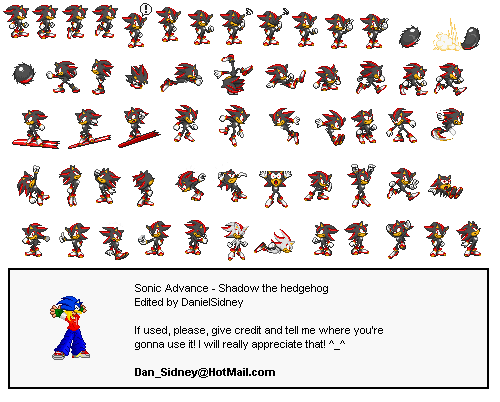 !
Sonic Advance - Shadow the hedgehog
Edited by DanielSidney
If used, please, give credit and tell me where you're
gonna use it! I will really appreciate that! ^_^
Dan_Sidney@HotMail.com